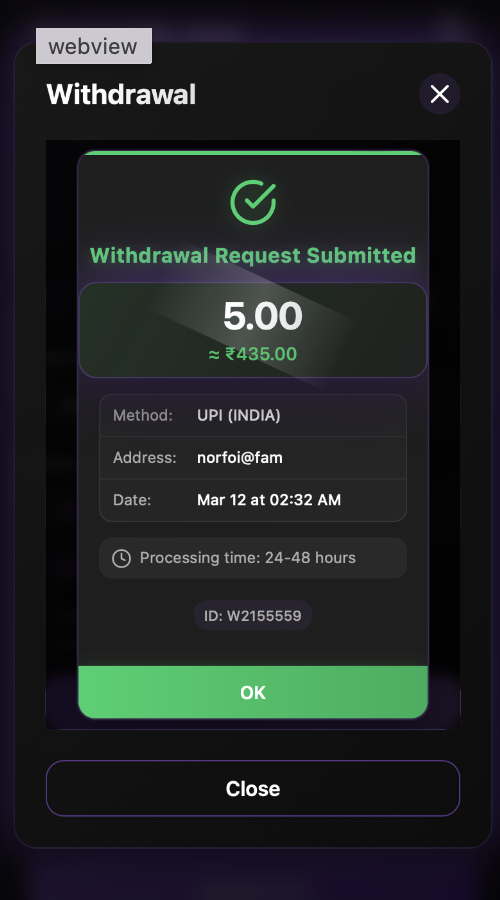 webview
Withdrawal
Withdrawal Request Submitted
5.00
≈ ₹435.00
Method: UPI (INDIA)
Address: norfoi@fam
Date: Mar 12 at 02:32 AM
Processing time: 24-48 hours
ID: W2155559
OK
Close